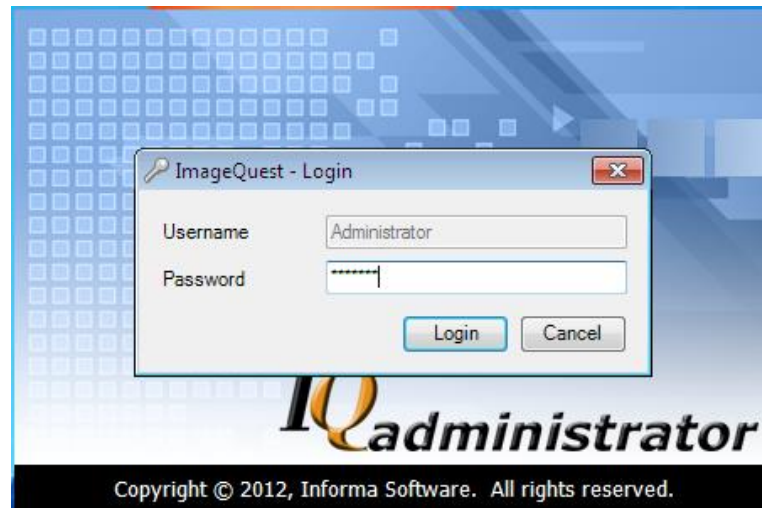 ImageQuest - Login
Username Administrator
Password *******
Login Cancel
IQadministrator
Copyright © 2012, Informa Software. All rights reserved.